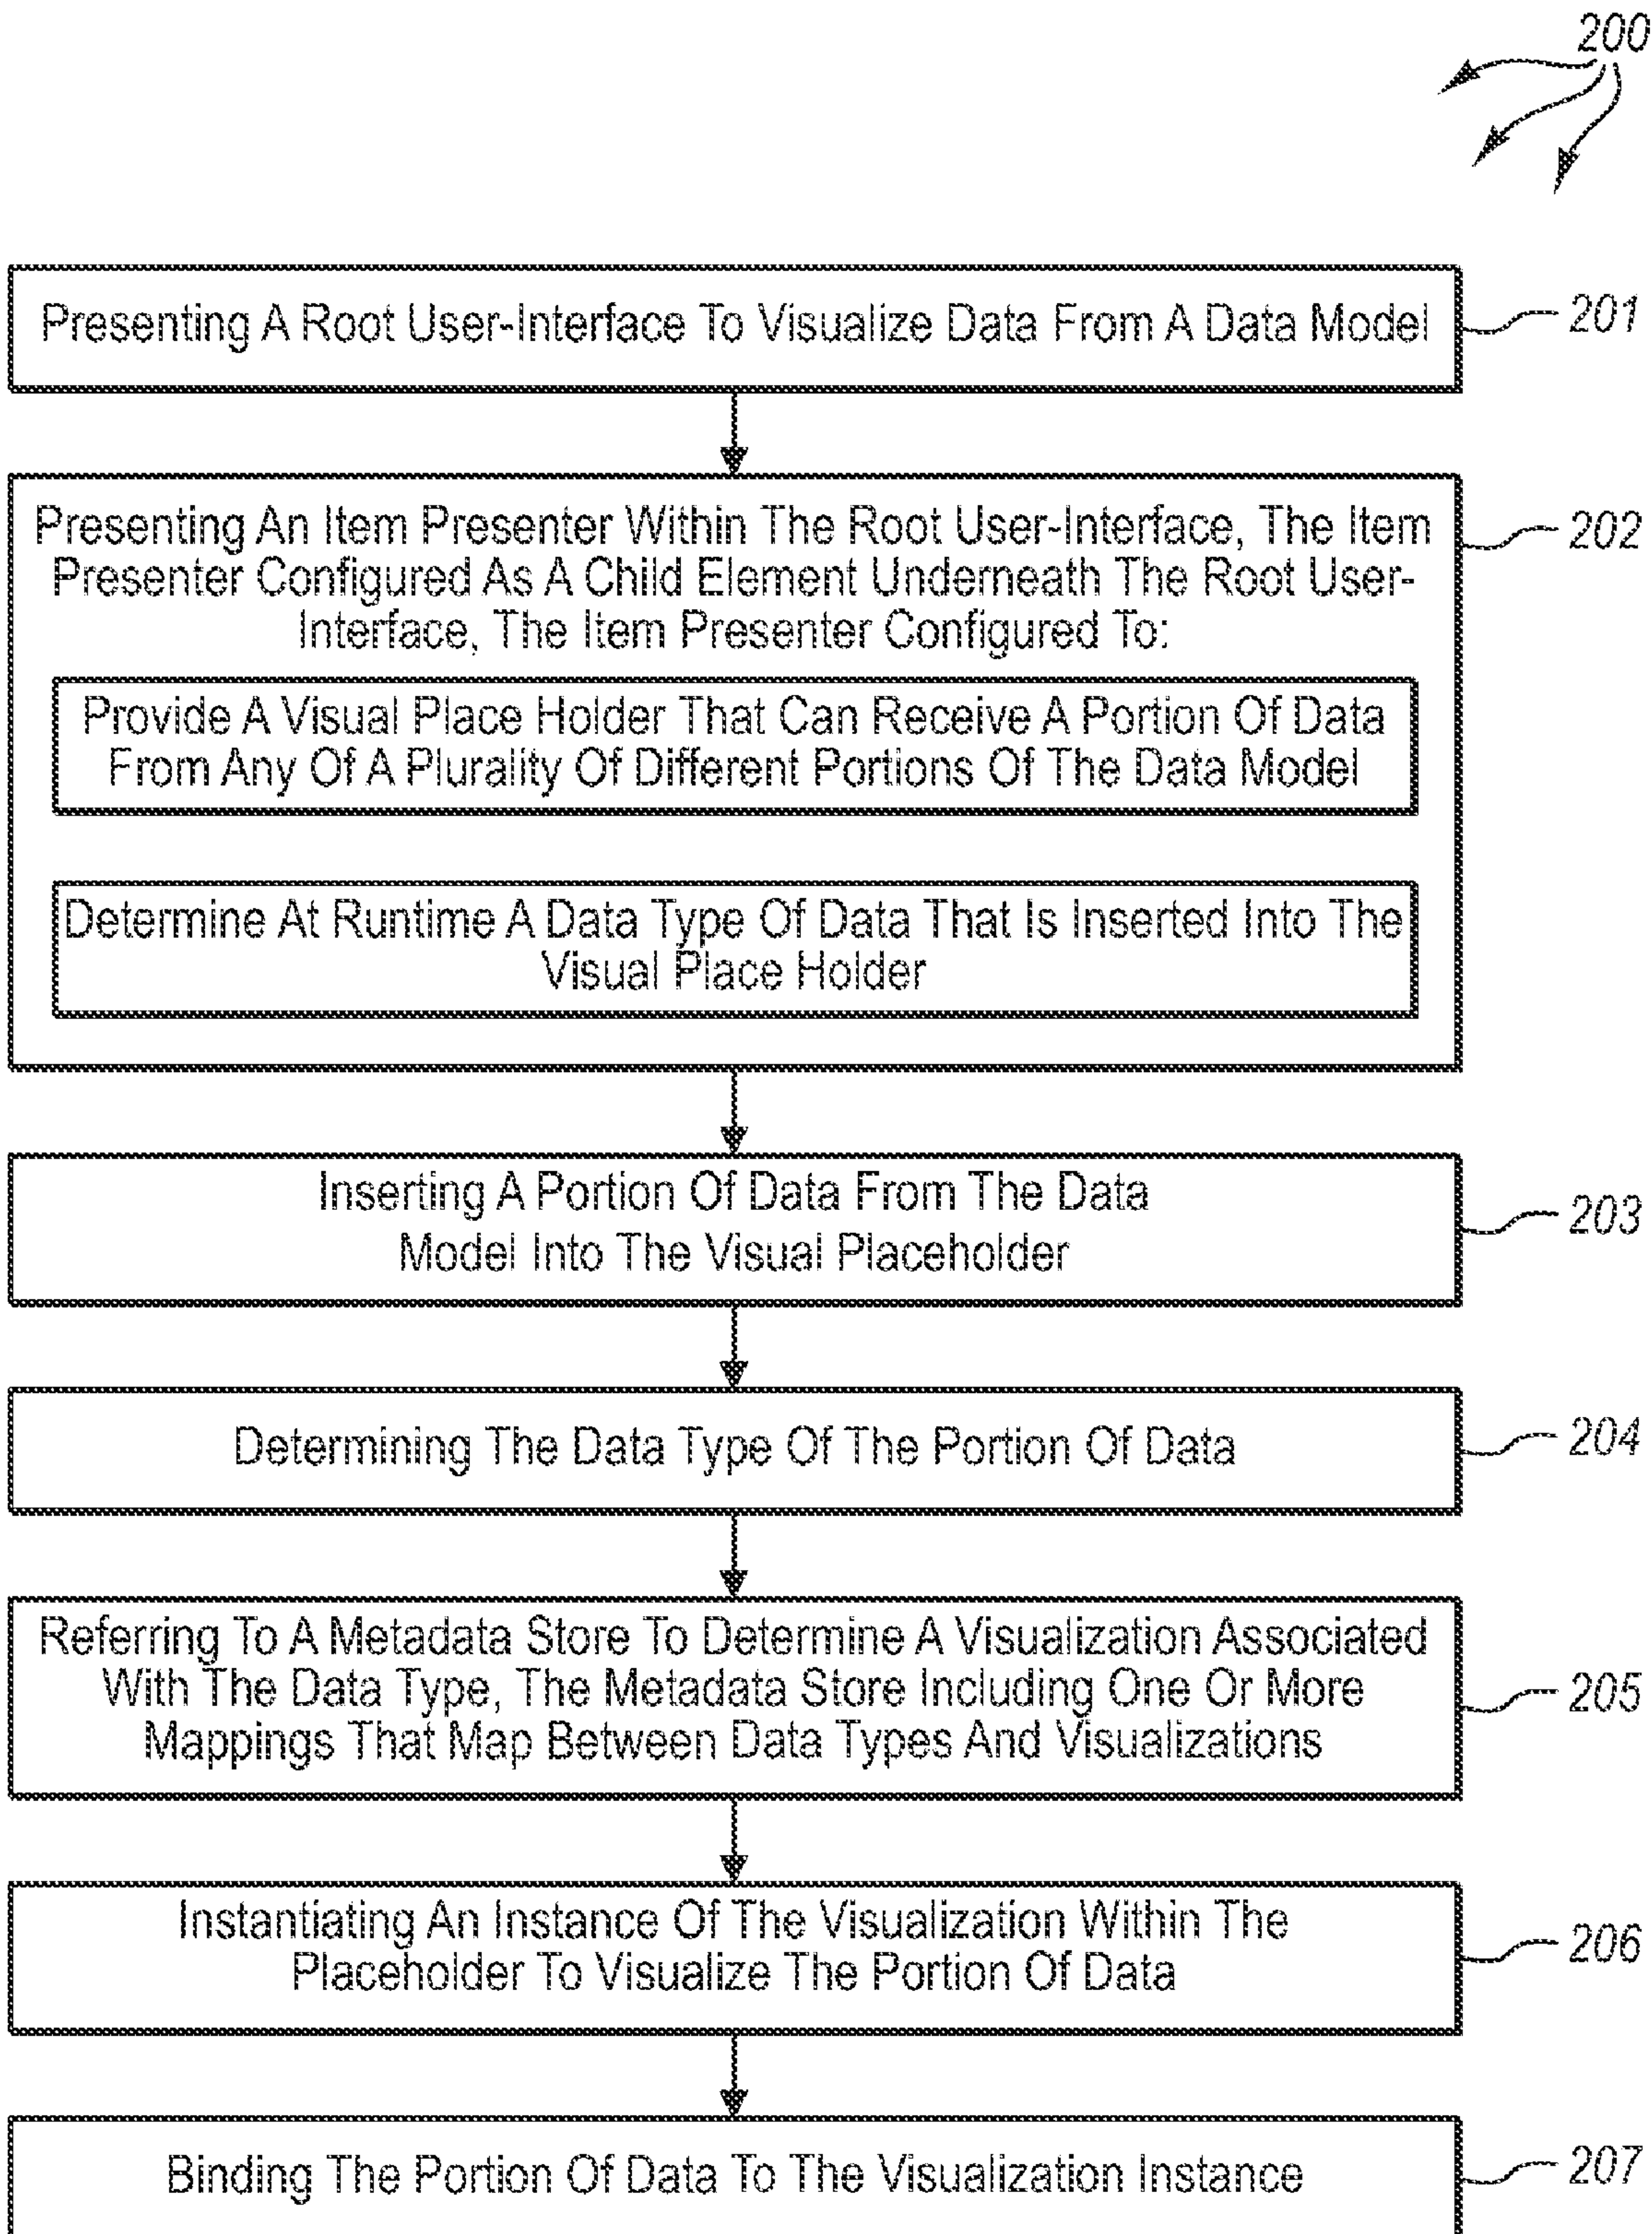 200
Presenting A Root User-Interface To Visualize Data From A Data Model
201
Presenting An Item Presenter Within The Root User-Interface, The Item
Presenter Configured As A Child Element Underneath The Root User-
Interface, The Item Presenter Configured To:
202
Provide A Visual Place Holder That Can Receive A Portion Of Data
From Any Of A Plurality Of Different Portions Of The Data Model
Determine At Runtime A Data Type Of Data That Is Inserted Into The
Visual Place Holder
Inserting A Portion Of Data From The Data
Model Into The Visual Placeholder
203
Determining The Data Type Of The Portion Of Data
204
Referring To A Metadata Store To Determine A Visualization Associated
With The Data Type, The Metadata Store Including One Or More
Mappings That Map Between Data Types And Visualizations
205
Instantiating An Instance Of The Visualization Within The
Placeholder To Visualize The Portion Of Data
206
Binding The Portion Of Data To The Visualization Instance
207